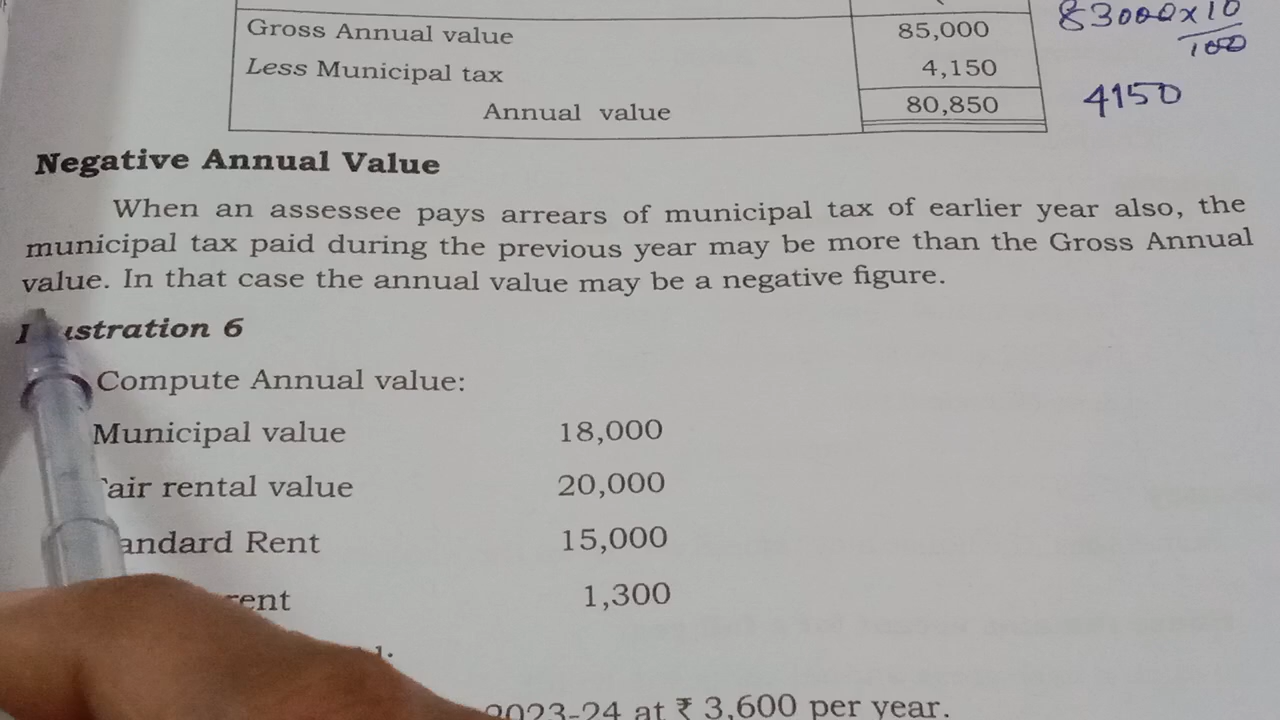 Gross Annual value 85,000 83000x10
Less Municipal tax 4,150 100
Annual value 80,850 4150
Negative Annual Value
When an assessee pays arrears of municipal tax of earlier year also, the
municipal tax paid during the previous year may be more than the Gross Annual
value. In that case the annual value may be a negative figure.
6
Compute Annual value:
Municipal value 18,000
rental value 20,000
Rent 15,000
1,300
2023-24 at ₹ 3,600 per year.